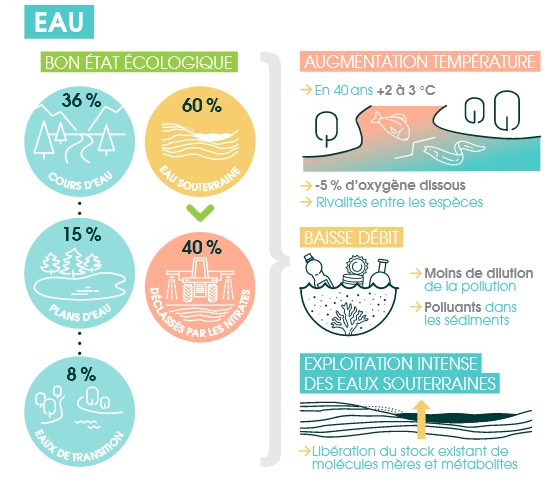 EAU
BON ÉTAT ÉCOLOGIQUE
36 %
COURS D'EAU
60 %
EAU SOUTERRAINE
15 %
PLANS D'EAU
40 %
DÉCLASSÉS PAR LES NITRATES
8 %
EAUX DE TRANSITION
AUGMENTATION TEMPÉRATURE
En 40 ans +2 à 3 °C
-5 % d'oxygène dissous
Rivalités entre les espèces
BAISSE DÉBIT
Moins de dilution
de la pollution
Polluants dans
les sédiments
EXPLOITATION INTENSE
DES EAUX SOUTERRAINES
Libération du stock existant de
molécules mères et métabolites